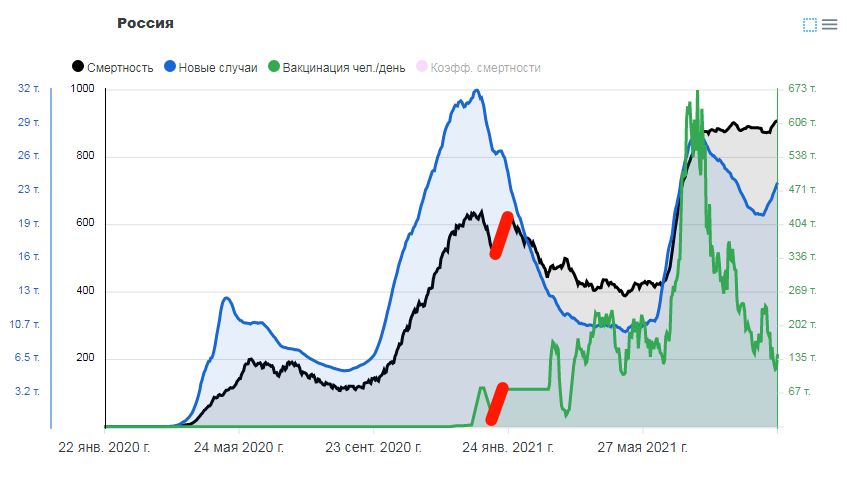 Россия
Смертность Новые случаи Вакцинация чел./день Коэфф. смертности
32 т. 1000 673 т.
29 т. 606 т.
26 т. 800 538 т.
23 т. 471 т.
19 т. 600 404 т.
16 т. 336 т.
13 т. 400 269 т.
10.7 т. 202 т.
6.5 т. 200 135 т.
3.2 т. 67 т.
22 янв. 2020 г. 24 мая 2020 г. 23 сент. 2020 г. 24 янв. 2021 г. 27 мая 2021 г.